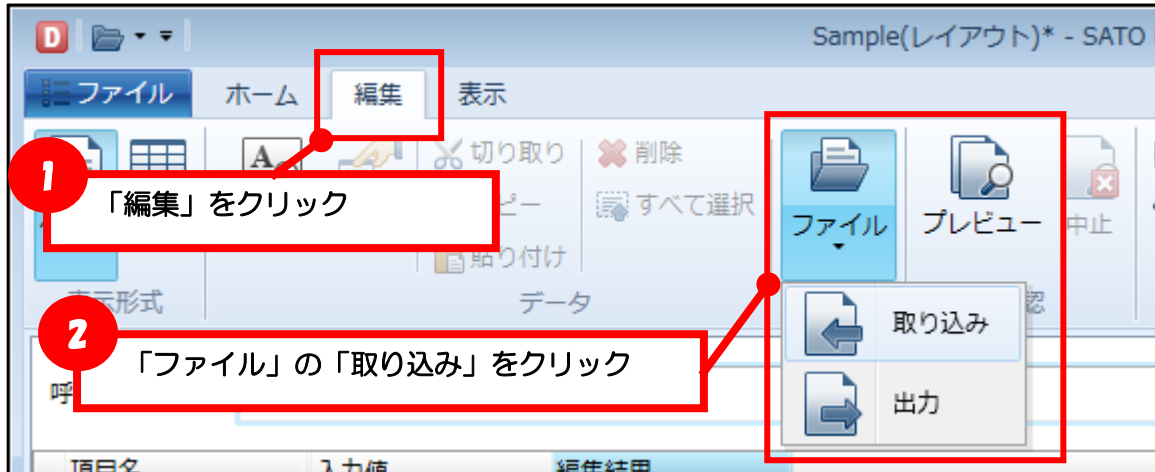 Sample(レイアウト)* - SATO
ファイル ホーム 編集 表示
切り取り 削除
1
「編集」をクリック
ピー すべて選択
ファイル プレビュー 中止
貼り付け
表示形式 データ
2
「ファイル」の「取り込み」をクリック
取り込み
呼
出力
項目名 入力値 編集結果